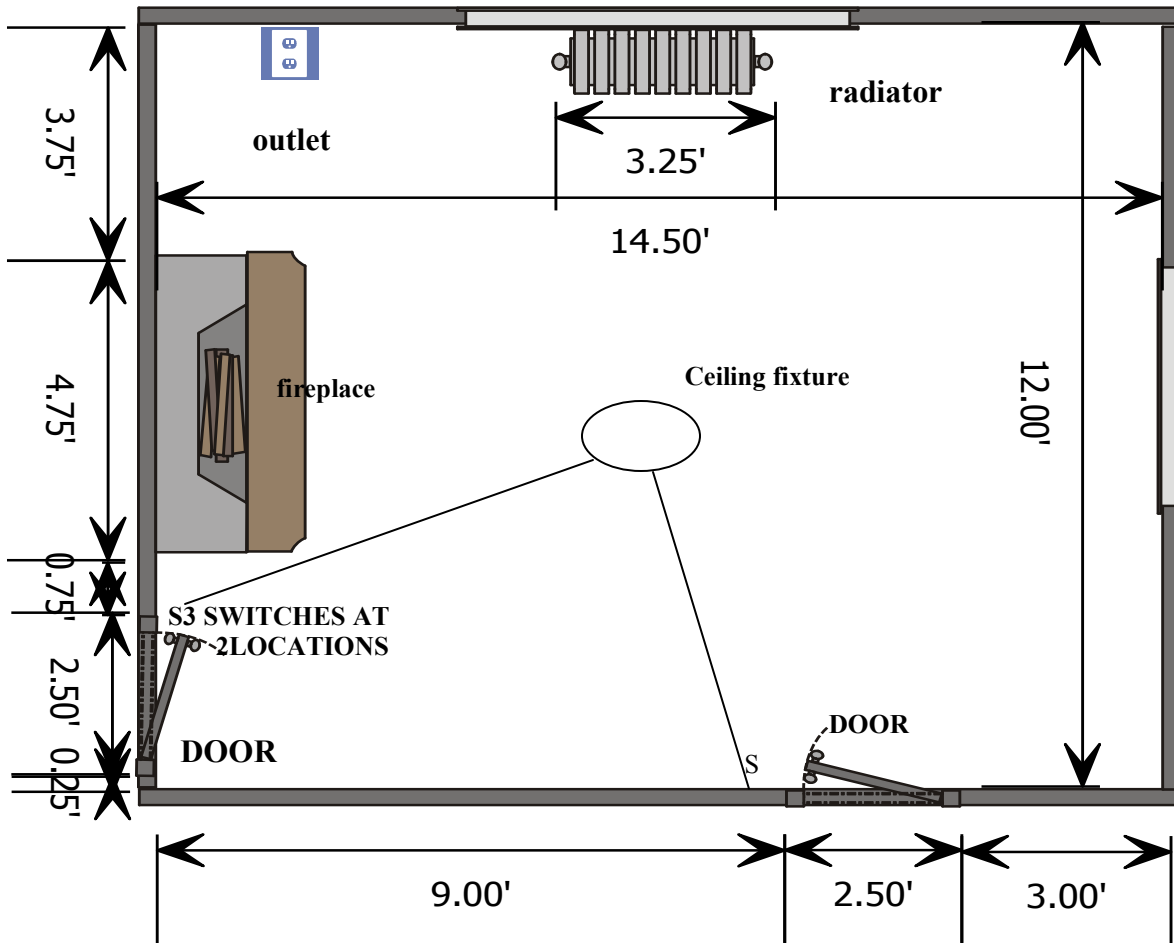 radiator
outlet
3.75'
3.25'
14.50'
fireplace
Ceiling fixture
4.75'
12.00'
0.75'
S3 SWITCHES AT
2LOCATIONS
2.50'
DOOR
DOOR
S
0.25'
9.00'
2.50'
3.00'